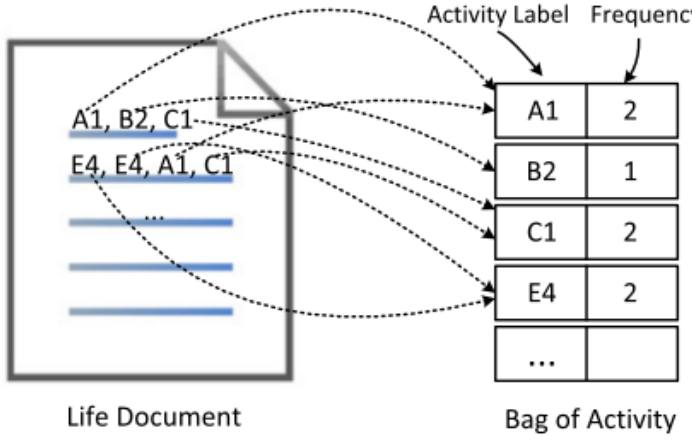 Activity Label Frequency
A1, B2, C1
E4, E4, A1, C1
...
A1 2
B2 1
C1 2
E4 2
...
Life Document
Bag of Activity